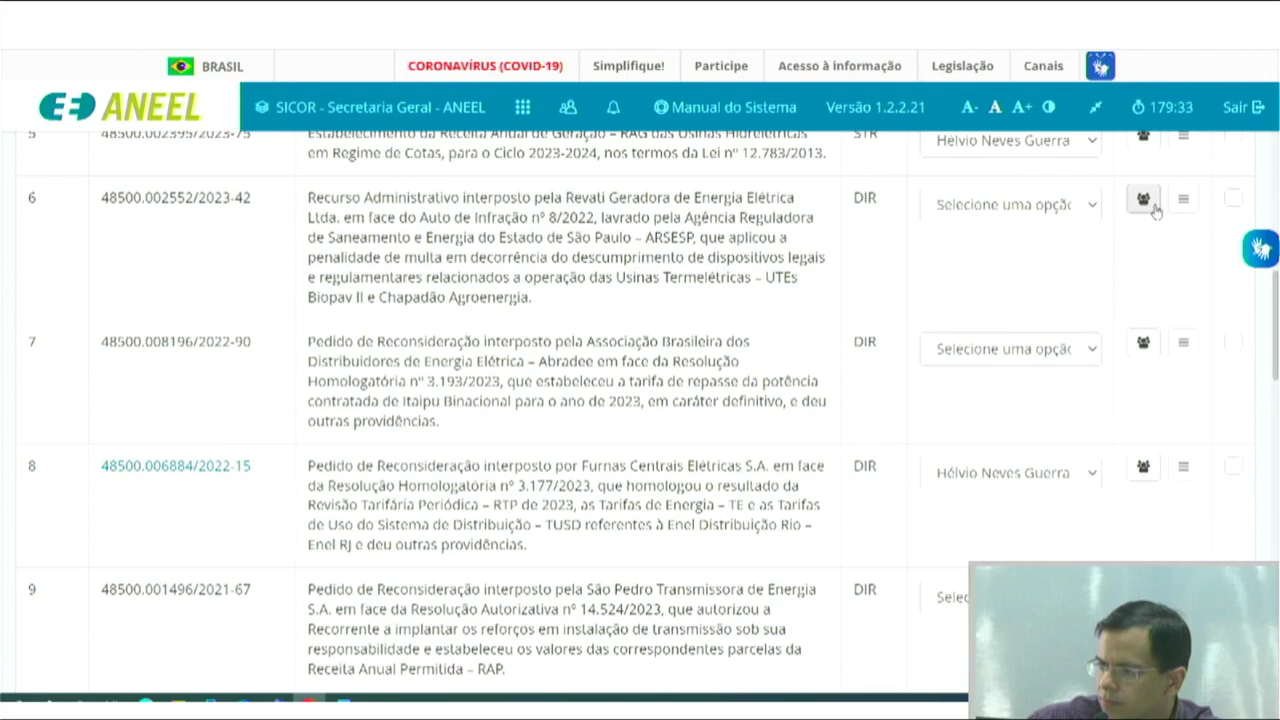 BRASIL
CORONAVÍRUS (COVID-19)
Simplifique!
Participe
Acesso à informação
Legislação
Canais
ANEEL
SICOR - Secretaria Geral - ANEEL
Manual do Sistema
Versão 1.2.2.21
A-
A
A+
179:33
Sair
5
48500.002395/2023-75
Estabelecimento da Receita Anual de Geração – RAG das Usinas Hidrelétricas
em Regime de Cotas, para o Ciclo 2023-2024, nos termos da Lei nº 12.783/2013.
STR
Hélvio Neves Guerra
6
48500.002552/2023-42
Recurso Administrativo interposto pela Revati Geradora de Energia Elétrica
Ltda. em face do Auto de Infração nº 8/2022, lavrado pela Agência Reguladora
de Saneamento e Energia do Estado de São Paulo – ARSESP, que aplicou a
penalidade de multa em decorrência do descumprimento de dispositivos legais
e regulamentares relacionados a operação das Usinas Termelétricas – UTEs
Biopav II e Chapadão Agroenergia.
DIR
Selecione uma opçã
7
48500.008196/2022-90
Pedido de Reconsideração interposto pela Associação Brasileira dos
Distribuidores de Energia Elétrica – Abradee em face da Resolução
Homologatória nº 3.193/2023, que estabeleceu a tarifa de repasse da potência
contratada de Itaipu Binacional para o ano de 2023, em caráter definitivo, e deu
outras providências.
DIR
Selecione uma opçã
8
48500.006884/2022-15
Pedido de Reconsideração interposto por Furnas Centrais Elétricas S.A. em face
da Resolução Homologatória nº 3.177/2023, que homologou o resultado da
Revisão Tarifária Periódica – RTP de 2023, as Tarifas de Energia – TE e as Tarifas
de Uso do Sistema de Distribuição – TUSD referentes à Enel Distribuição Rio –
Enel RJ e deu outras providências.
DIR
Hélvio Neves Guerra
9
48500.001496/2021-67
Pedido de Reconsideração interposto pela São Pedro Transmissora de Energia
S.A. em face da Resolução Autorizativa nº 14.524/2023, que autorizou a
Recorrente a implantar os reforços em instalação de transmissão sob sua
responsabilidade e estabeleceu os valores das correspondentes parcelas da
Receita Anual Permitida – RAP.
DIR
Selec